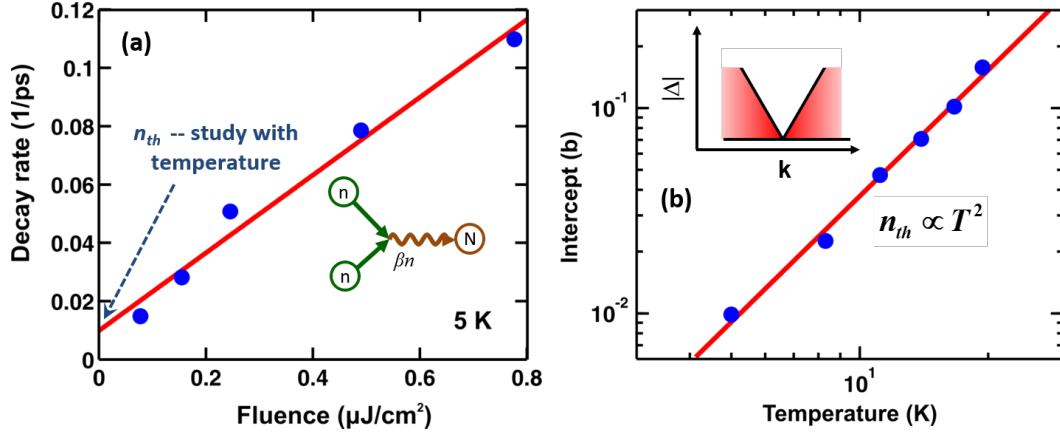 (a)
Decay rate (1/ps)
0.12
0.1
0.08
0.06
0.04
0.02
0
n_th -- study with
temperature
n
n
βn
N
5 K
0
0.2
0.4
0.6
0.8
Fluence (µJ/cm²)
(b)
Intercept (b)
10⁻¹
10⁻²
|Δ|
k
n_th ∝ T²
10¹
Temperature (K)